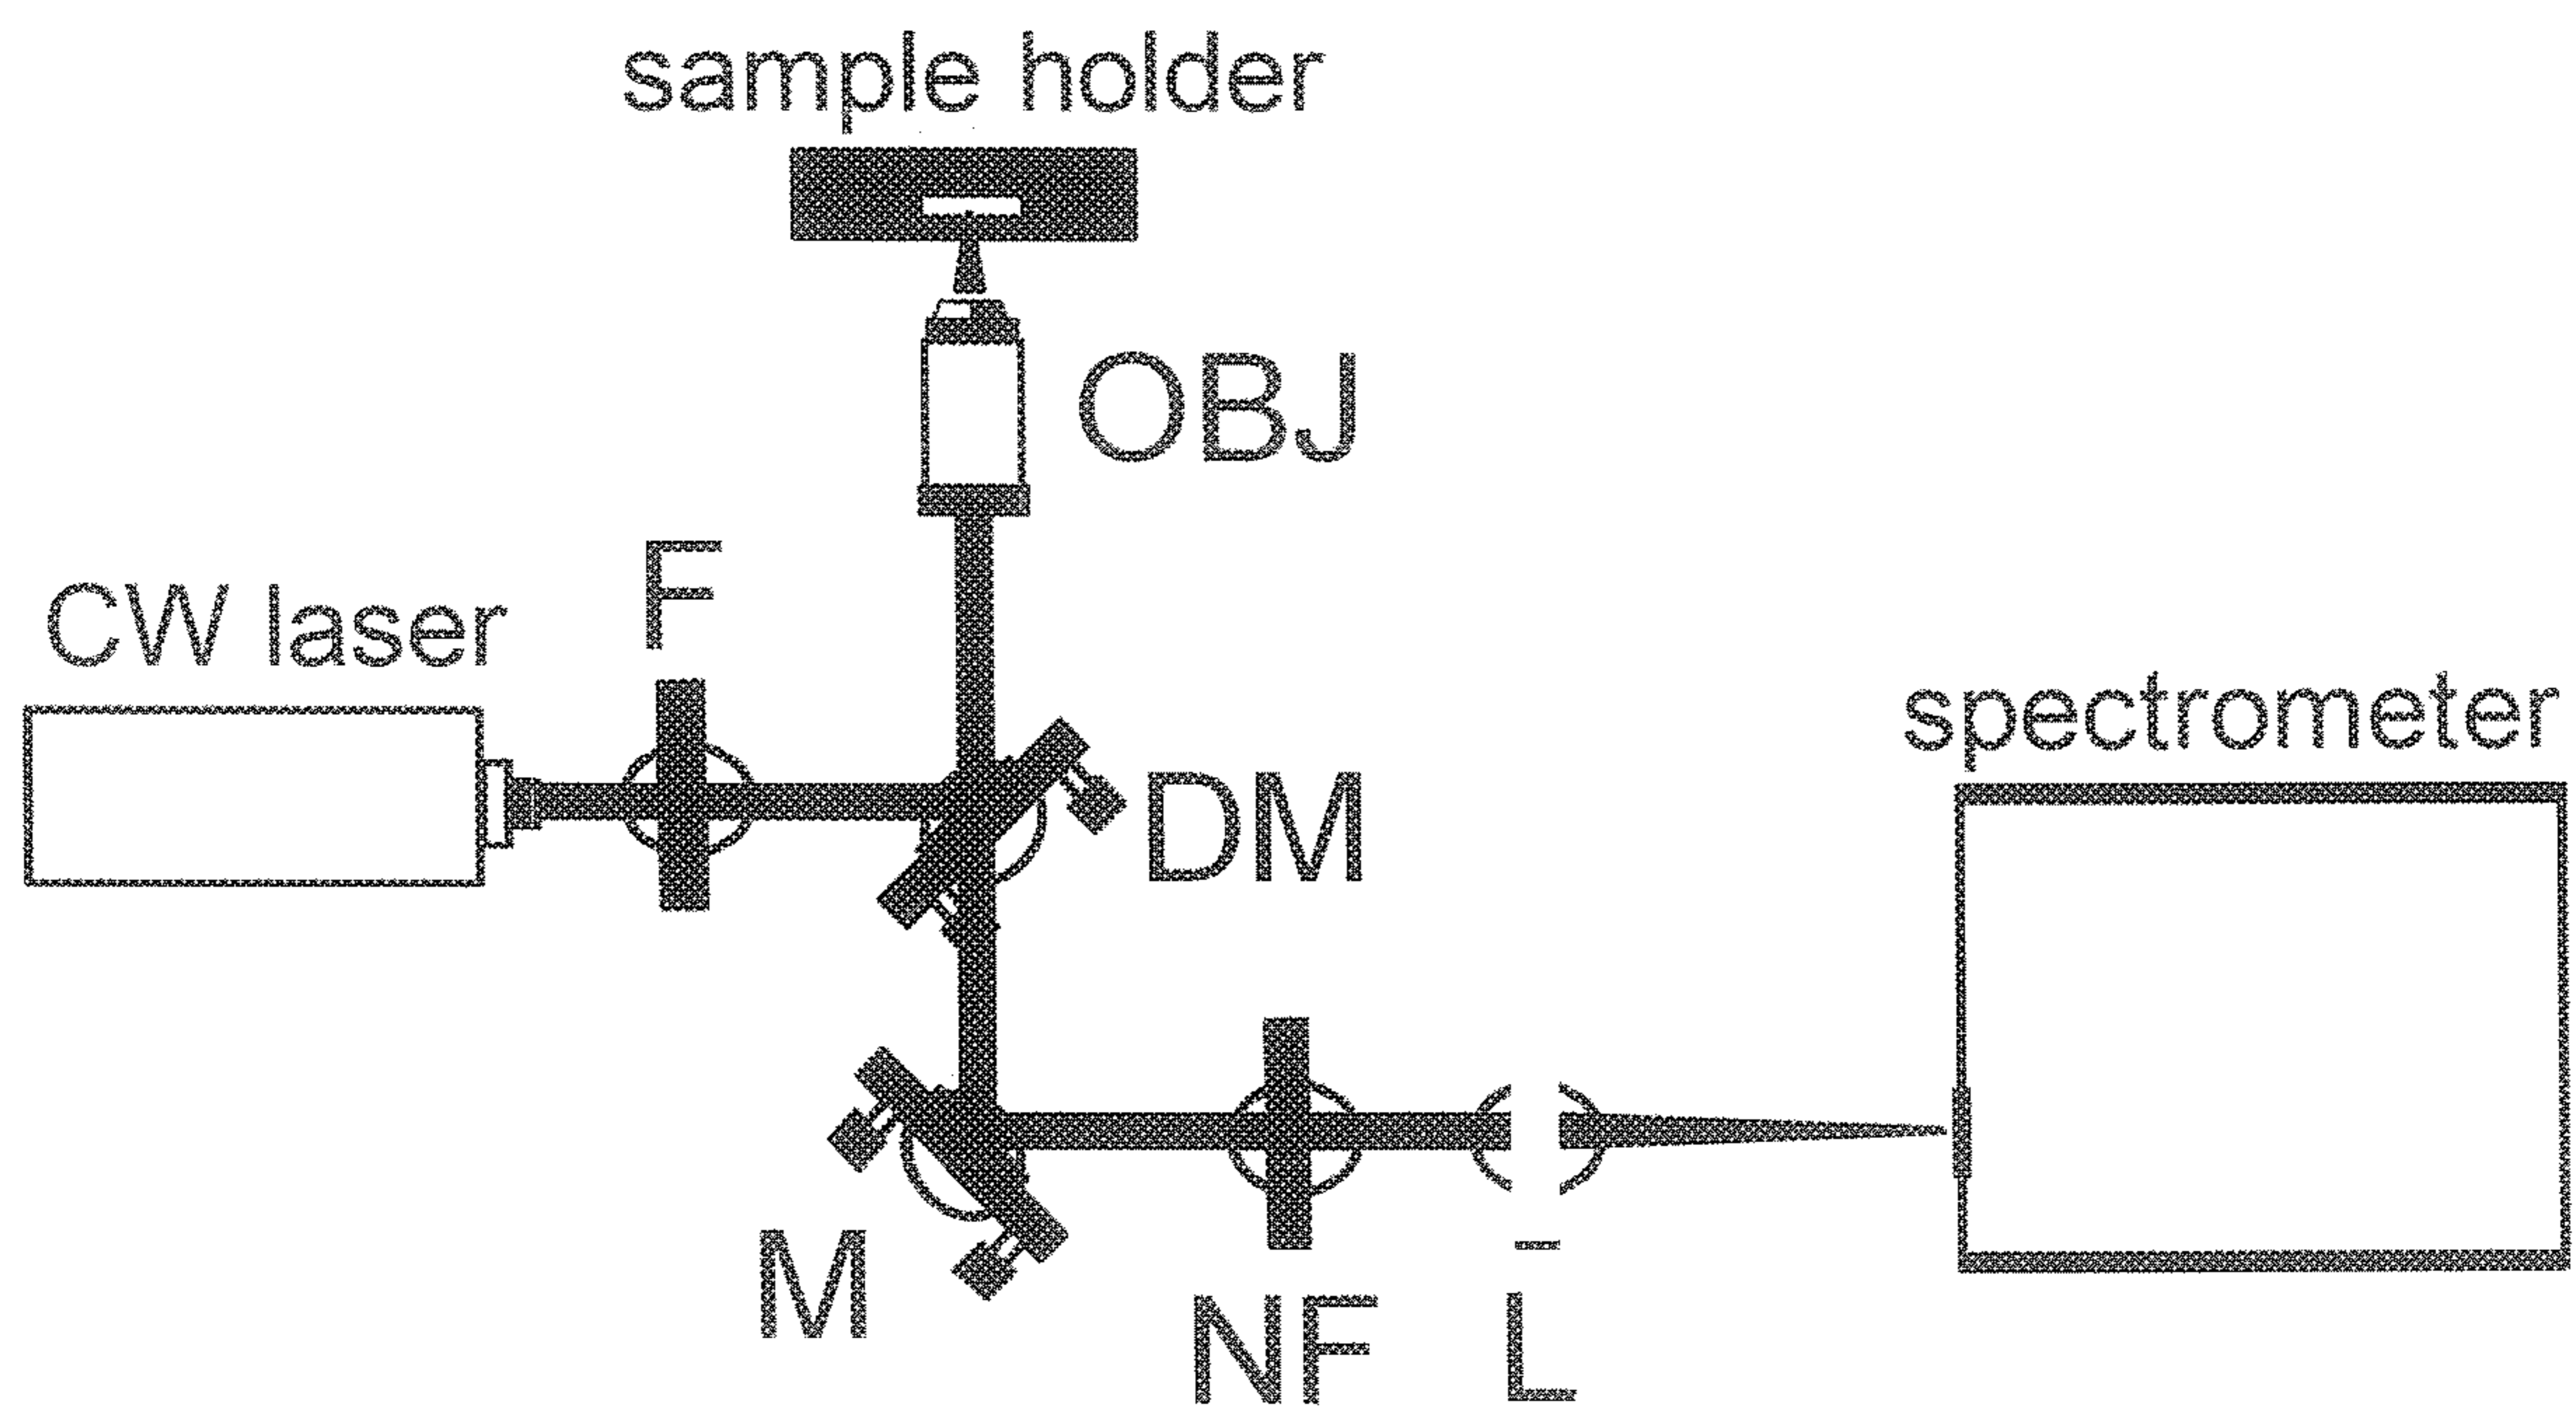 sample holder
OBJ
F
CW laser
spectrometer
DM
M
NF
L